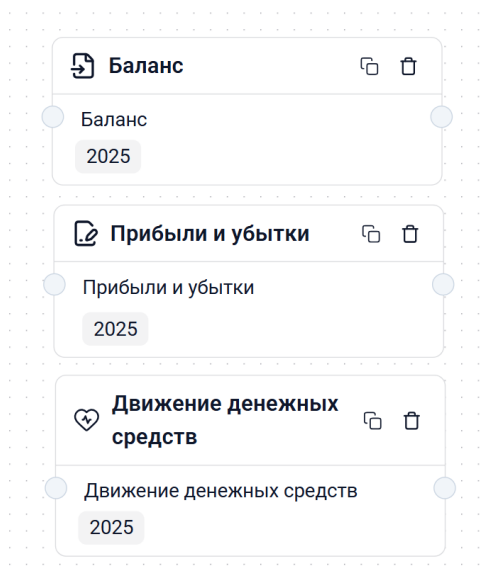 Баланс
Баланс
2025
Прибыли и убытки
Прибыли и убытки
2025
Движение денежных
средств
Движение денежных средств
2025